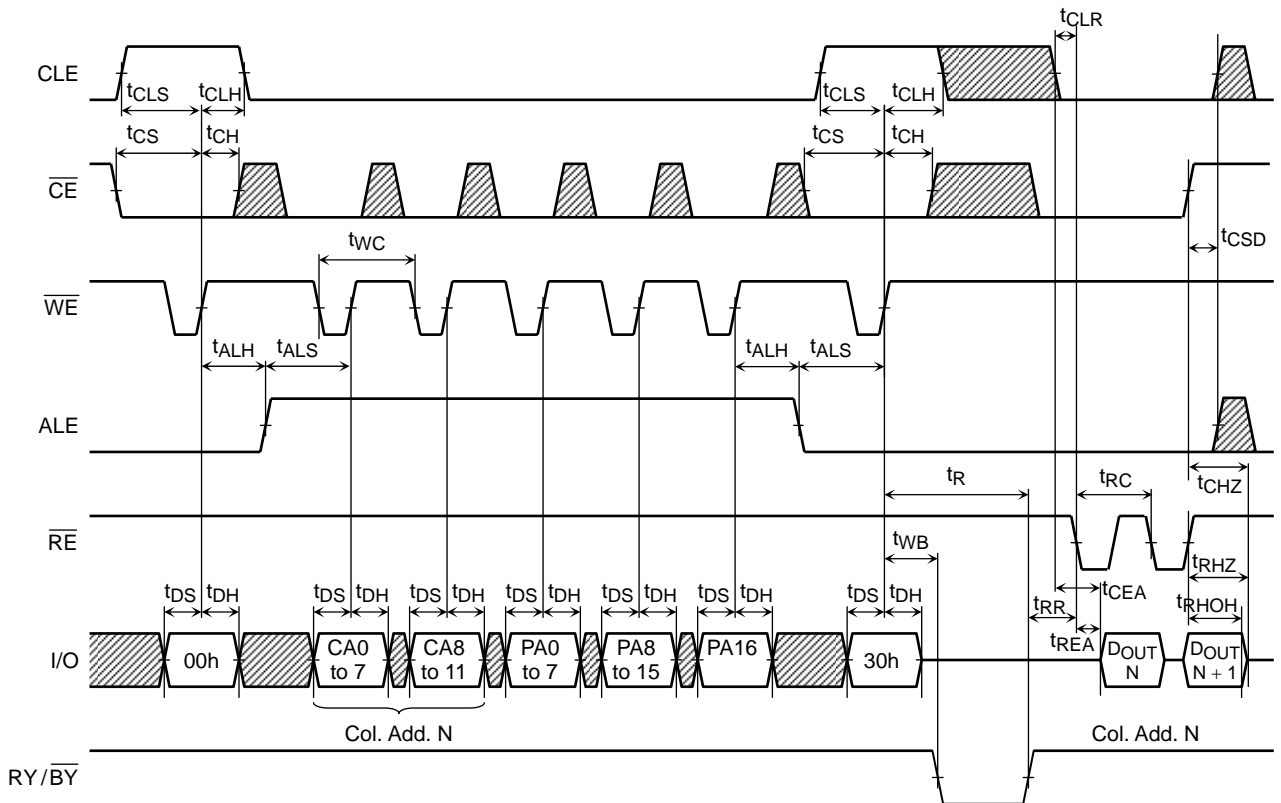 tCLR
CLE
tCLS tCLH tCLS tCLH
tCS tCH tCS tCH
CE
tWC tCSD
WE
tALH tALS tALH tALS
ALE
tR tRC tCHZ
RE
tWB tRHZ
tDS tDH tDS tDH tDS tDH tDS tDH tDS tDH tDS tDH tDS tDH tRR tCEA tRHOH
tREA
I/O 00h CA0 to 7 CA8 to 11 PA0 to 7 PA8 to 15 PA16 30h DOUT N DOUT N + 1
Col. Add. N Col. Add. N
RY/BY